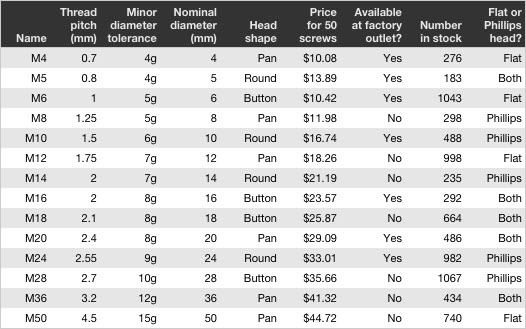 Name Thread pitch (mm) Minor diameter tolerance Nominal diameter (mm) Head shape Price for 50 screws Available at factory outlet? Number in stock Flat or Phillips head?
M4 0.7 4g 4 Pan $10.08 Yes 276 Flat
M5 0.8 4g 5 Round $13.89 Yes 183 Both
M6 1 5g 6 Button $10.42 Yes 1043 Flat
M8 1.25 5g 8 Pan $11.98 No 298 Phillips
M10 1.5 6g 10 Round $16.74 Yes 488 Phillips
M12 1.75 7g 12 Pan $18.26 No 998 Flat
M14 2 7g 14 Round $21.19 No 235 Phillips
M16 2 8g 16 Button $23.57 Yes 292 Both
M18 2.1 8g 18 Button $25.87 No 664 Both
M20 2.4 8g 20 Pan $29.09 Yes 486 Both
M24 2.55 9g 24 Round $33.01 Yes 982 Phillips
M28 2.7 10g 28 Button $35.66 No 1067 Phillips
M36 3.2 12g 36 Pan $41.32 No 434 Both
M50 4.5 15g 50 Pan $44.72 No 740 Flat